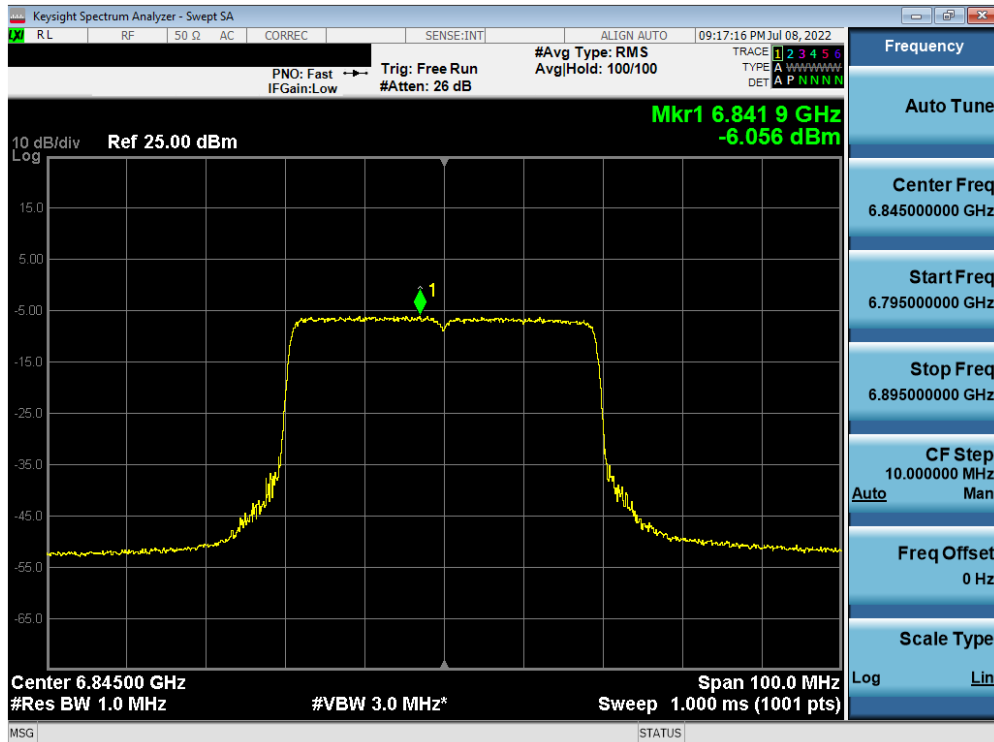 Keysight Spectrum Analyzer - Swept SA
LXI RL RF 50 Ω AC CORREC SENSE:INT ALIGN AUTO 09:17:16 PM Jul 08, 2022
Frequency
PNO: Fast
IFGain:Low
Trig: Free Run
#Atten: 26 dB
#Avg Type: RMS
Avg|Hold: 100/100
TRACE 1 2 3 4 5 6
TYPE A WWWWW
DET A P N N N N
Auto Tune
Mkr1 6.841 9 GHz
-6.056 dBm
10 dB/div Ref 25.00 dBm
Log
15.0
5.00
-5.00
-15.0
-25.0
-35.0
-45.0
-55.0
-65.0
1
Center Freq
6.845000000 GHz
Start Freq
6.795000000 GHz
Stop Freq
6.895000000 GHz
CF Step
10.000000 MHz
Auto Man
Freq Offset
0 Hz
Scale Type
Log Lin
Center 6.84500 GHz Span 100.0 MHz
#Res BW 1.0 MHz #VBW 3.0 MHz* Sweep 1.000 ms (1001 pts)
MSG STATUS